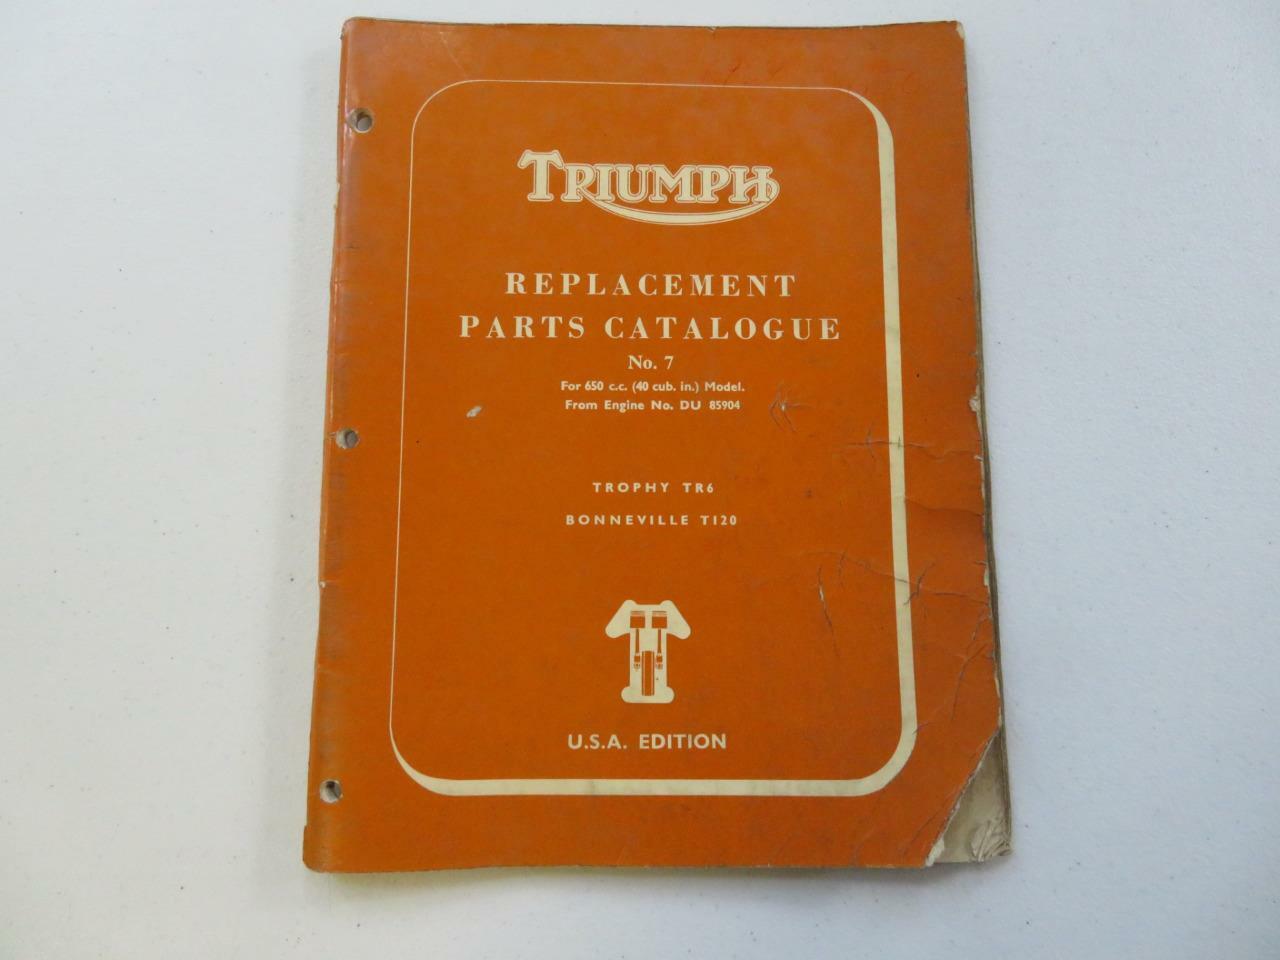 TRIUMPH
REPLACEMENT
PARTS CATALOGUE
No. 7
For 650 c.c. (40 cub. in.) Model.
From Engine No. DU 85904
TROPHY TR6
BONNEVILLE T120
U.S.A. EDITION